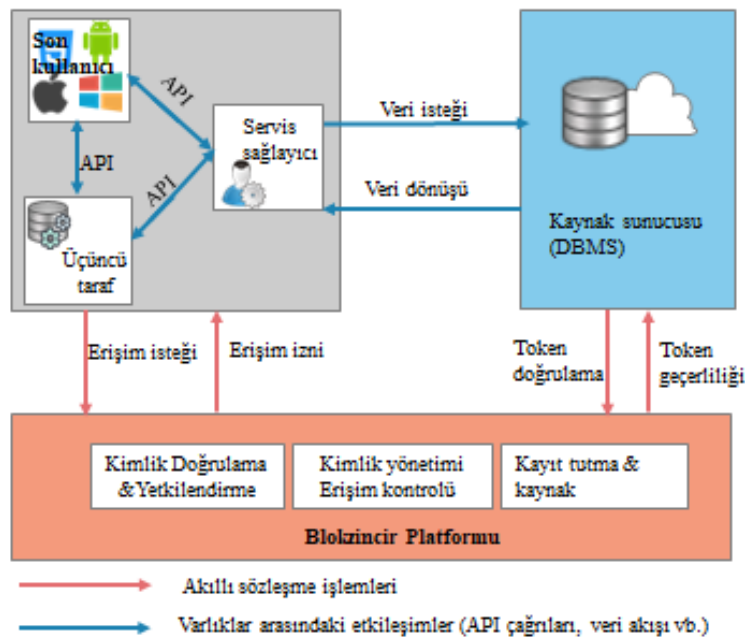 Son
kullanıcı
API
API
API
Servis
sağlayıcı
Üçüncü
taraf
Veri isteği
Veri dönüşü
Kaynak sunucusu
(DBMS)
Erişim isteği
Erişim izni
Token
doğrulama
Token
geçerliliği
Kimlik Doğrulama
&Yetkilendirme
Kimlik yönetimi
Erişim kontrolü
Kayıt tutma &
kaynak
Blokzincir Platformu
Akıllı sözleşme işlemleri
Varlıklar arasındaki etkileşimler (API çağrıları, veri akışı vb.)